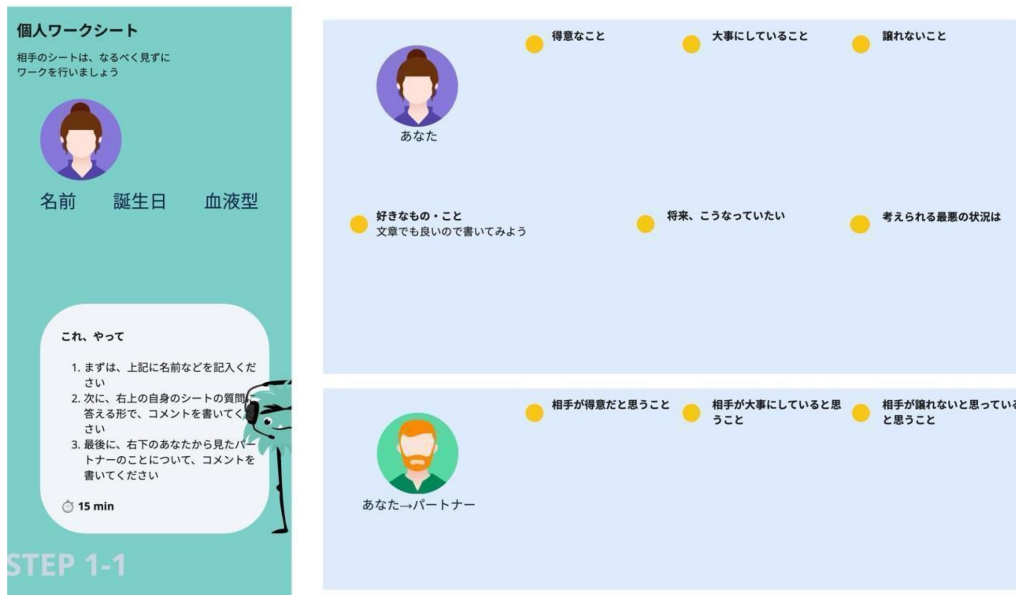 個人ワークシート
相手のシートは、なるべく見ずに
ワークを行いましょう
名前 誕生日 血液型
これ、やって
1. まずは、上記に名前などを記入くだ
さい
2. 次に、右上の自身のシートの質問に
答える形で、コメントを書いてくだ
さい
3. 最後に、右下のあなたから見たパー
トナーのことについて、コメントを
書いてください
15 min
STEP 1-1
あなた
得意なこと
大事にしていること
譲れないこと
好きなもの・こと
文章でも良いので書いてみよう
将来、こうなっていたい
考えられる最悪の状況は
あなた→パートナー
相手が得意だと思うこと
相手が大事にしていると思
うこと
相手が譲れないと思っている
と思うこと